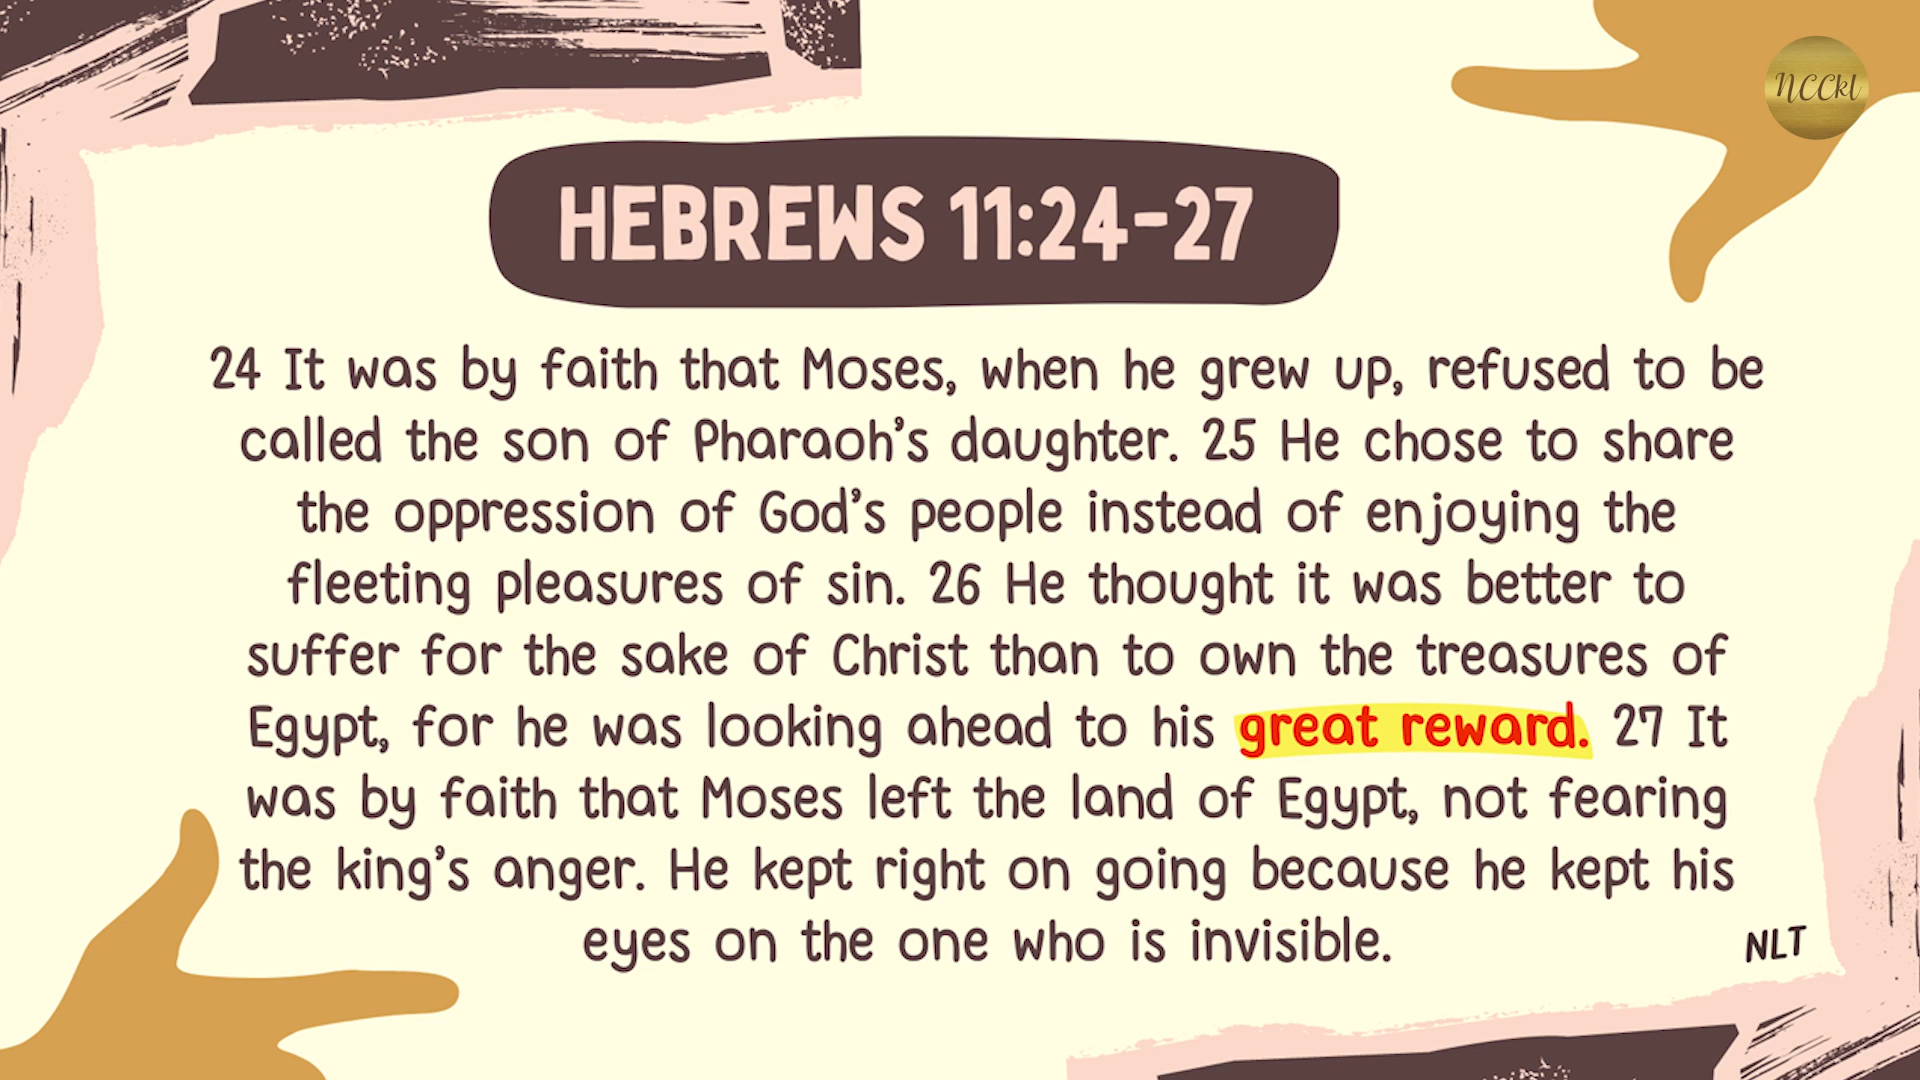 NCCkl
HEBREWS 11:24-27
24 It was by faith that Moses, when he grew up, refused to be
called the son of Pharaoh’s daughter. 25 He chose to share
the oppression of God’s people instead of enjoying the
fleeting pleasures of sin. 26 He thought it was better to
suffer for the sake of Christ than to own the treasures of
Egypt, for he was looking ahead to his great reward. 27 It
was by faith that Moses left the land of Egypt, not fearing
the king’s anger. He kept right on going because he kept his
eyes on the one who is invisible.
NLT